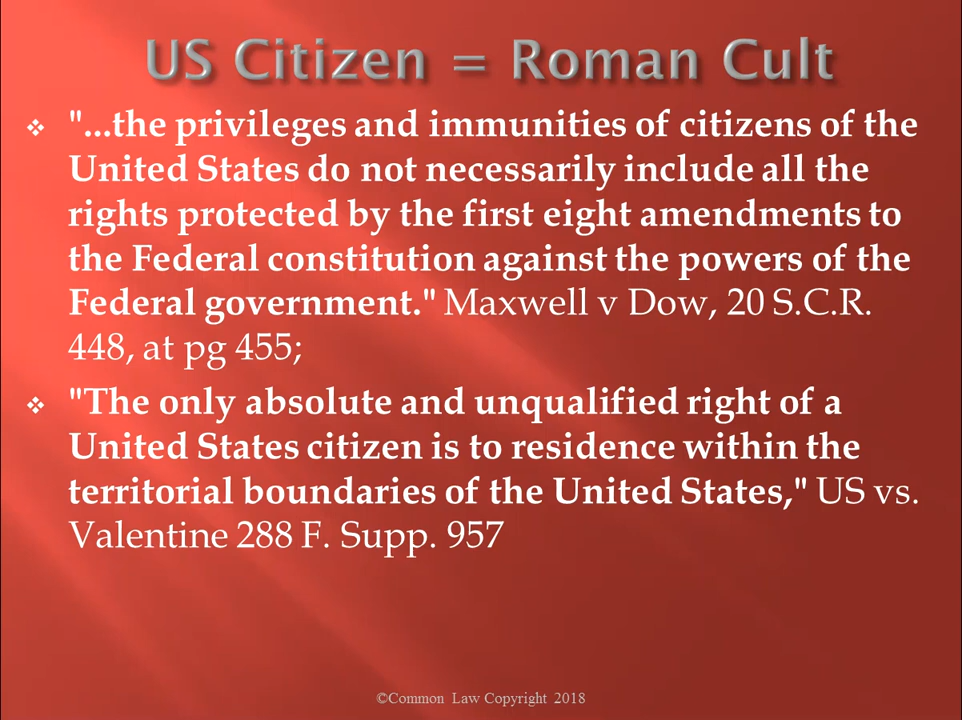 US Citizen = Roman Cult
❖ "...the privileges and immunities of citizens of the
United States do not necessarily include all the
rights protected by the first eight amendments to
the Federal constitution against the powers of the
Federal government." Maxwell v Dow, 20 S.C.R.
448, at pg 455;
❖ "The only absolute and unqualified right of a
United States citizen is to residence within the
territorial boundaries of the United States," US vs.
Valentine 288 F. Supp. 957
©Common Law Copyright 2018